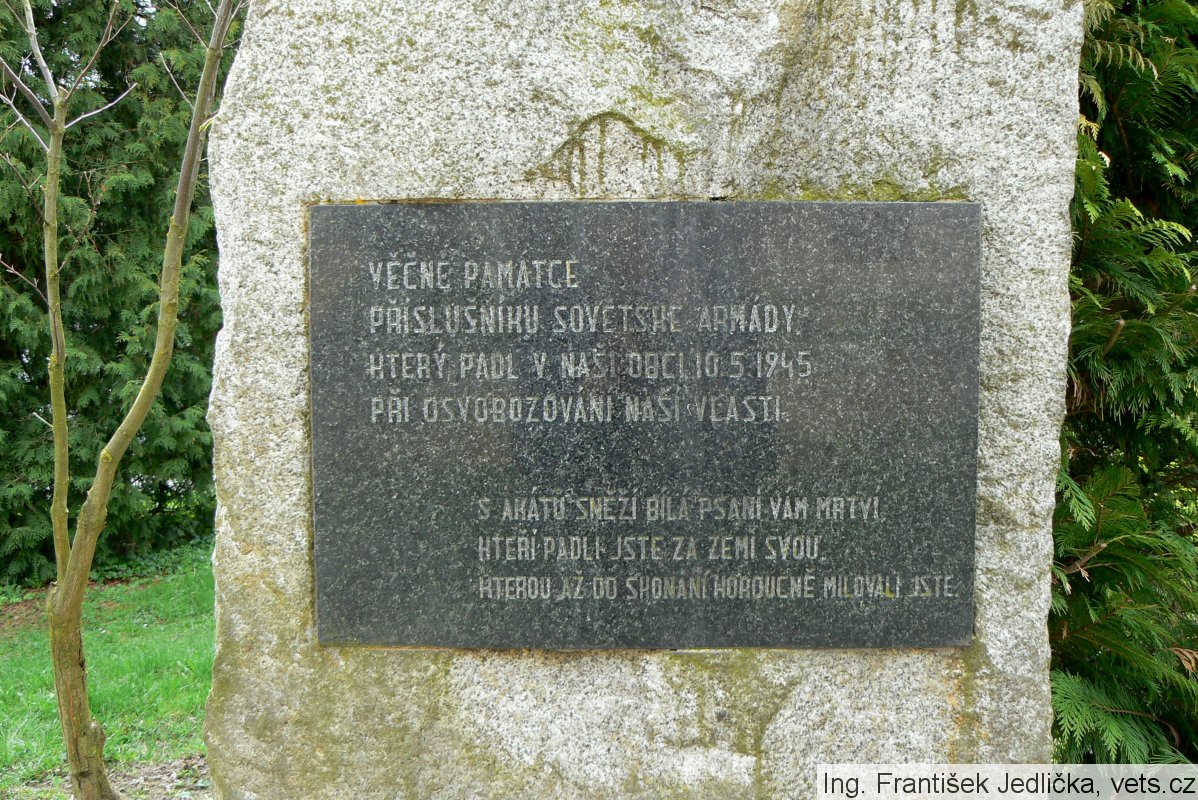 VĚČNÉ PAMÁTCE
PŘÍSLUŠNÍKU SOVĚTSKÉ ARMÁDY,
KTERÝ PADL V NAŠÍ OBCI 10.5.1945
PŘI OSVOBOZOVÁNÍ NAŠÍ VLASTI.
S AKÁTŮ SNĚŽÍ BÍLÁ PSANÍ VÁM MRTVÍ,
KTEŘÍ PADLI JSTE ZA ZEMÍ SVOU,
KTEROU AŽ DO SKONÁNÍ HOROUCNĚ MILOVALI JSTE.
Ing. František Jedlička, vets.cz